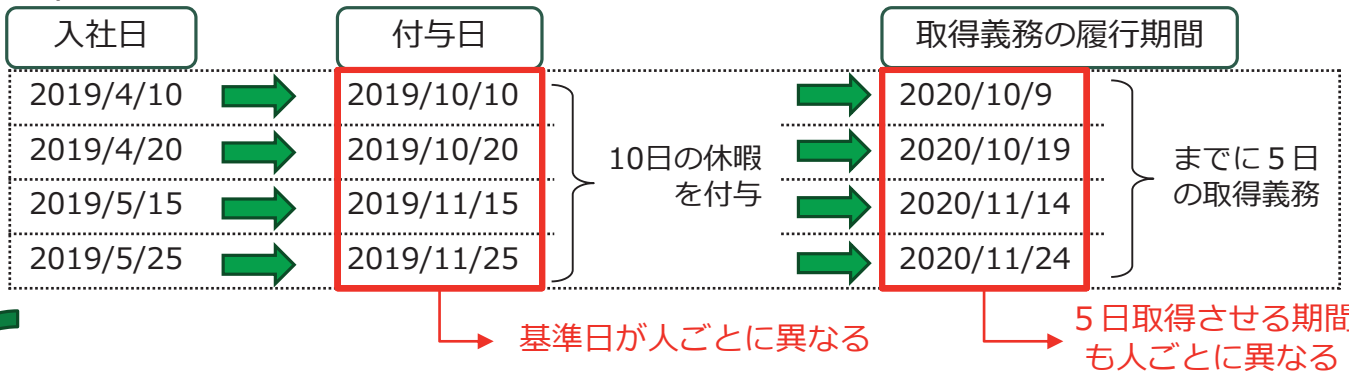 入社日 付与日 取得義務の履行期間
2019/4/10 2019/10/10 2020/10/9
2019/4/20 2019/10/20 2020/10/19
2019/5/15 2019/11/15 2020/11/14
2019/5/25 2019/11/25 2020/11/24
10日の休暇
を付与
までに５日
の取得義務
基準日が人ごとに異なる
５日取得させる期間
も人ごとに異なる